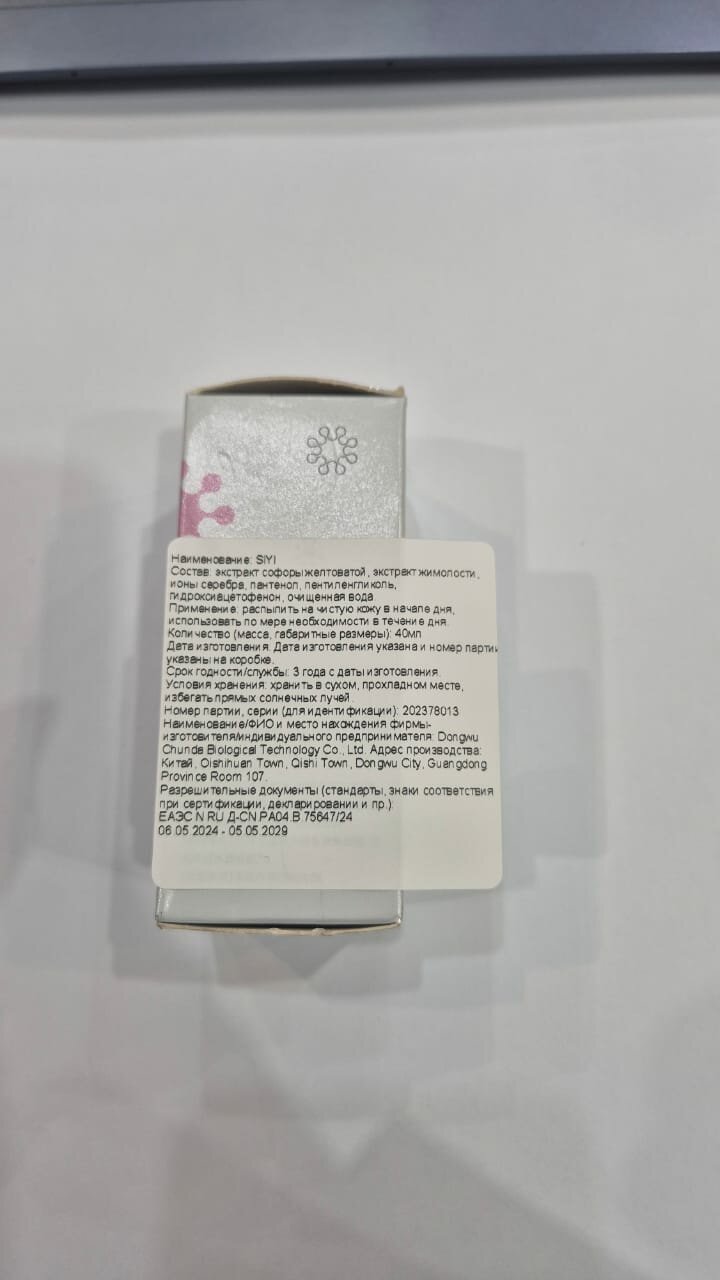 Наименование: SIYI
Состав: экстракт софоры желтоватой, экстракт жимолости,
ионы серебра, пантенол, пентиленгликоль,
гидроксиацетофенон, очищенная вода.
Применение: распылить на чистую кожу в начале дня,
использовать по мере необходимости в течение дня.
Количество (масса, габаритные размеры): 40мл
Дата изготовления: Дата изготовления указана и номер партии
указаны на коробке.
Срок годности/службы: 3 года с даты изготовления.
Условия хранения: хранить в сухом, прохладном месте,
избегать прямых солнечных лучей.
Номер партии, серии (для идентификации): 202378013
Наименование/ФИО и место нахождения фирмы-
изготовителя/индивидуального предпринимателя: Dongwu
Chunda Biological Technology Co., Ltd. Адрес производства:
Китай, Oishihuan Town, Qishi Town, Dongwu City, Guangdong
Province Room 107.
Разрешительные документы (стандарты, знаки соответствия
при сертификации, декларировании и пр.):
ЕАЭС N RU Д-CN.РА04.В.75647/24
06.05.2024 - 05.05.2029